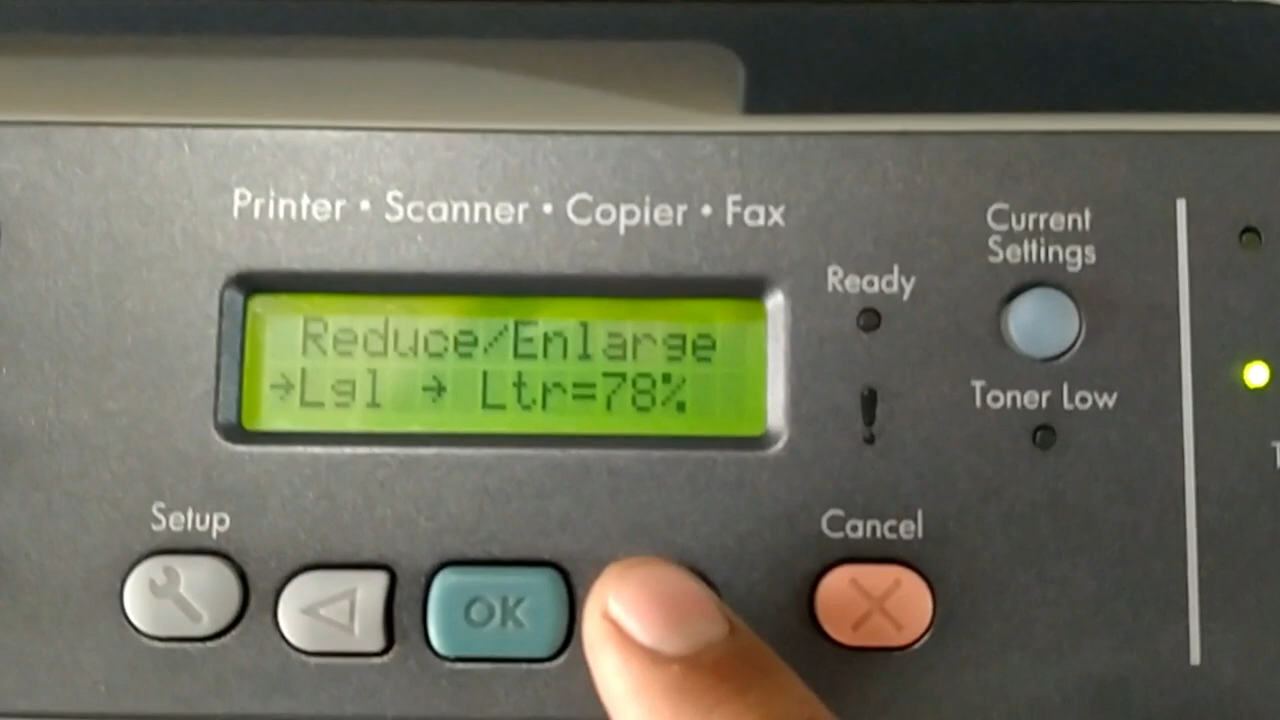 Printer • Scanner • Copier • Fax
Current
Settings
Ready
Reduce/Enlarge
→Lgl → Ltr=78%
!
Toner Low
Setup
Cancel
OK